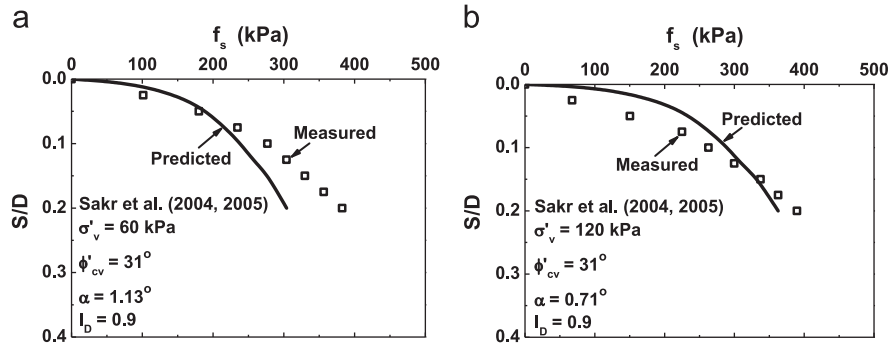 a
f_s (kPa)
0 100 200 300 400 500
0.0
0.1
0.2
0.3
0.4
S/D
Measured
Predicted
Sakr et al. (2004, 2005)
σ'_v = 60 kPa
ϕ'_cv = 31°
α = 1.13°
I_D = 0.9
b
f_s (kPa)
0 100 200 300 400 500
0.0
0.1
0.2
0.3
0.4
S/D
Predicted
Measured
Sakr et al. (2004, 2005)
σ'_v = 120 kPa
ϕ'_cv = 31°
α = 0.71°
I_D = 0.9